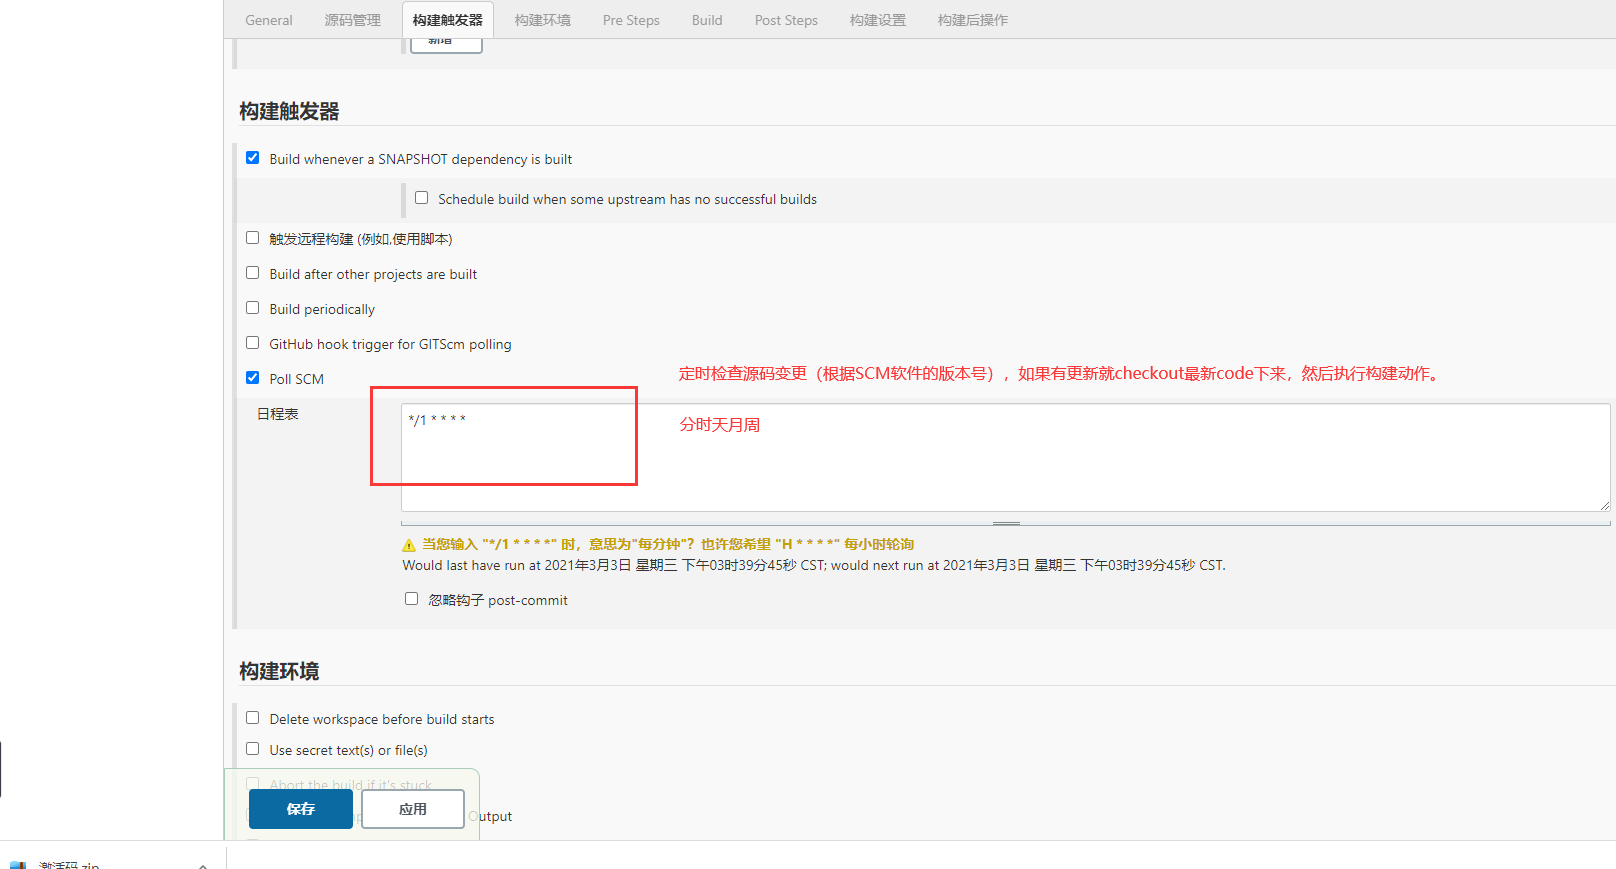 General 源码管理 构建触发器 构建环境 Pre Steps Build Post Steps 构建设置 构建后操作
新增
构建触发器
Build whenever a SNAPSHOT dependency is built
Schedule build when some upstream has no successful builds
触发远程构建 (例如,使用脚本)
Build after other projects are built
Build periodically
GitHub hook trigger for GITScm polling
Poll SCM
定时检查源码变更（根据SCM软件的版本号），如果有更新就checkout最新code下来，然后执行构建动作。
日程表
*/1 * * * *
分时天月周
当您输入 "*/1 * * * *" 时，意思为"每分钟"？也许您希望 "H * * * *" 每小时轮询
Would last have run at 2021年3月3日 星期三 下午03时39分45秒 CST; would next run at 2021年3月3日 星期三 下午03时39分45秒 CST.
忽略钩子 post-commit
构建环境
Delete workspace before build starts
Use secret text(s) or file(s)
Abort the build if it's stuck
保存 应用 Output
激活码.zip